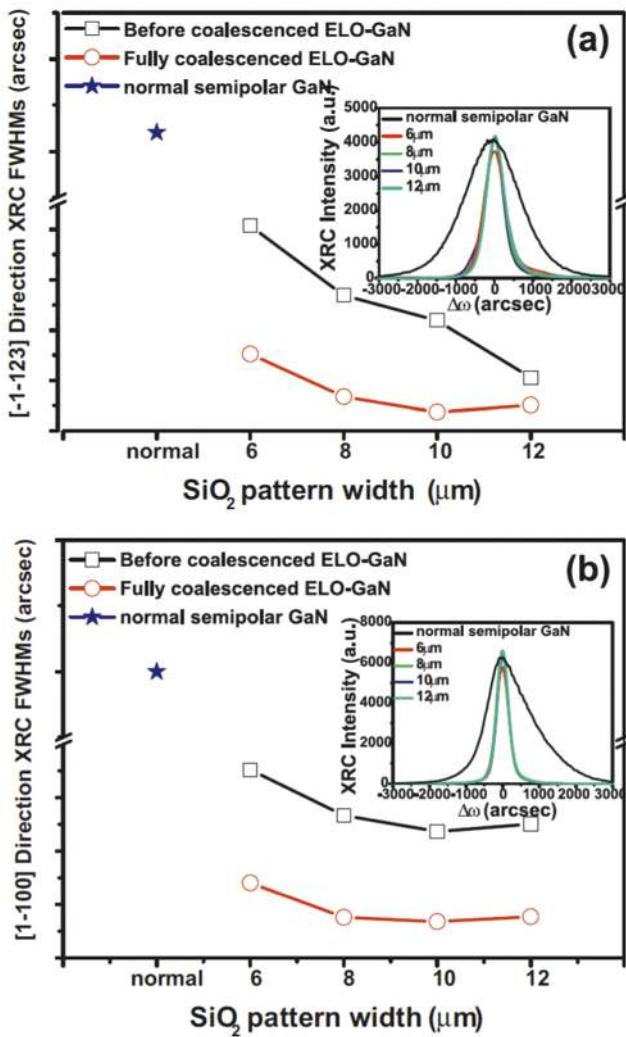 (a)
Before coalescenced ELO-GaN
Fully coalescenced ELO-GaN
normal semipolar GaN
[-1-123] Direction XRC FWHMs (arcsec)
XRC Intensity (a.u.)
5000
4000
3000
2000
1000
0
normal semipolar GaN
6μm
8μm
10μm
12μm
-3000 -2000 -1000 0 1000 2000 3000
Δω (arcsec)
normal 6 8 10 12
SiO2 pattern width (μm)
(b)
Before coalescenced ELO-GaN
Fully coalescenced ELO-GaN
normal semipolar GaN
[1-100] Direction XRC FWHMs (arcsec)
XRC Intensity (a.u.)
8000
6000
4000
2000
0
normal semipolar GaN
6μm
8μm
10μm
12μm
-3000 -2000 -1000 0 1000 2000 3000
Δω (arcsec)
normal 6 8 10 12
SiO2 pattern width (μm)